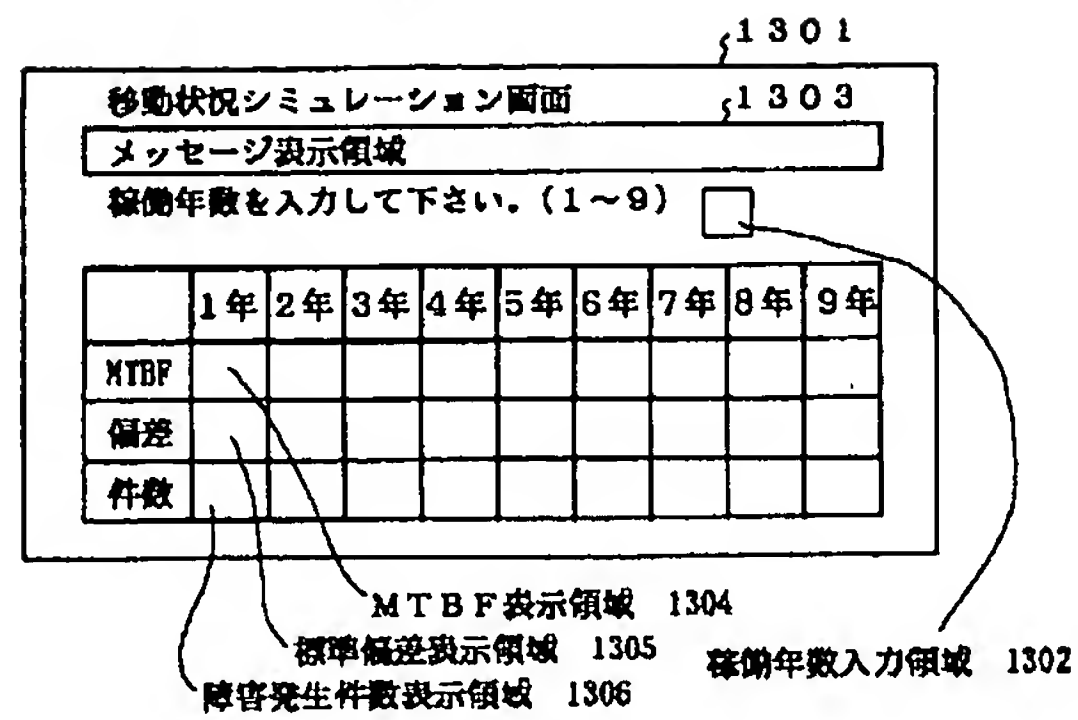 1301
移動状況シミュレーション画面
1303
メッセージ表示領域
稼働年数を入力して下さい。(1～9)
1年 2年 3年 4年 5年 6年 7年 8年 9年
MTBF
偏差
件数
MTBF表示領域 1304
標準偏差表示領域 1305
障害発生件数表示領域 1306
稼働年数入力領域 1302